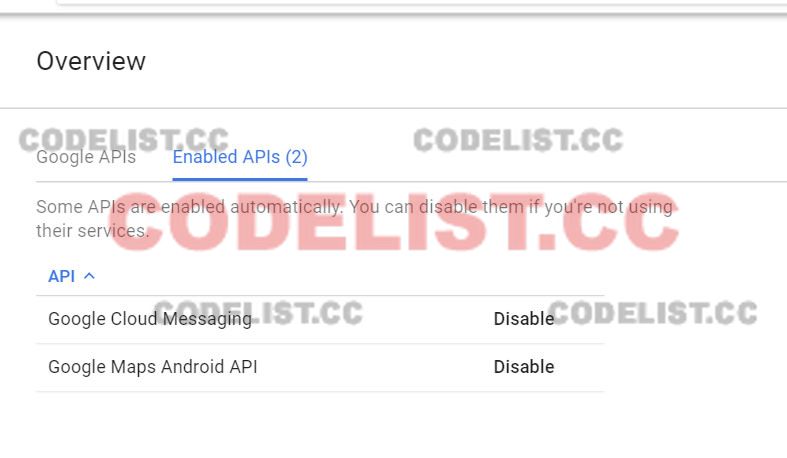 Overview
CODELIST.CC
CODELIST.CC
Google APIs
Enabled APIs (2)
Some APIs are enabled automatically. You can disable them if you're not using
their services.
CODELIST.CC
API
Google Cloud Messaging
Disable
CODELIST.CC
CODELIST.CC
Google Maps Android API
Disable